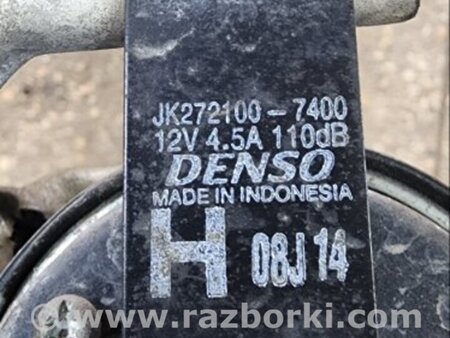 JK272100-7400
12V 4.5A 110dB
DENSO
MADE IN INDONESIA
H 08J 14
www.razborki.com